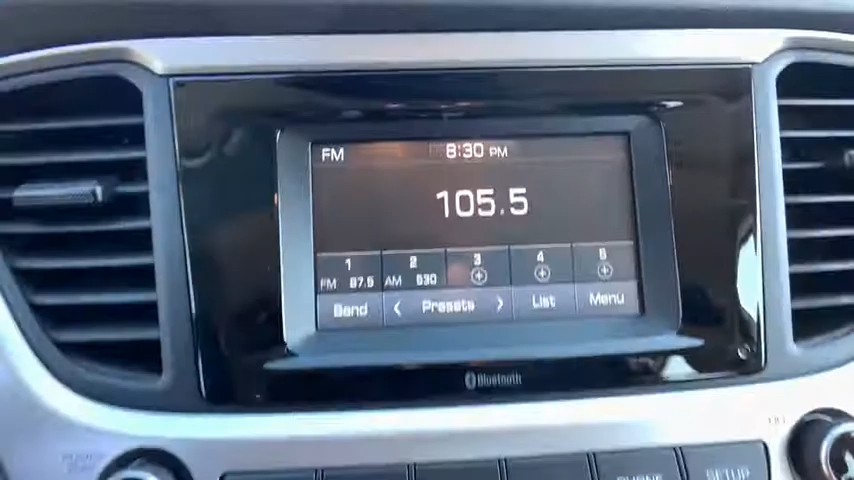 FM 8:30 PM
105.5
1 2 3 4 5
FM 87.5 AM 530
Band < Presets > List Menu
Bluetooth
PHONE SETUP